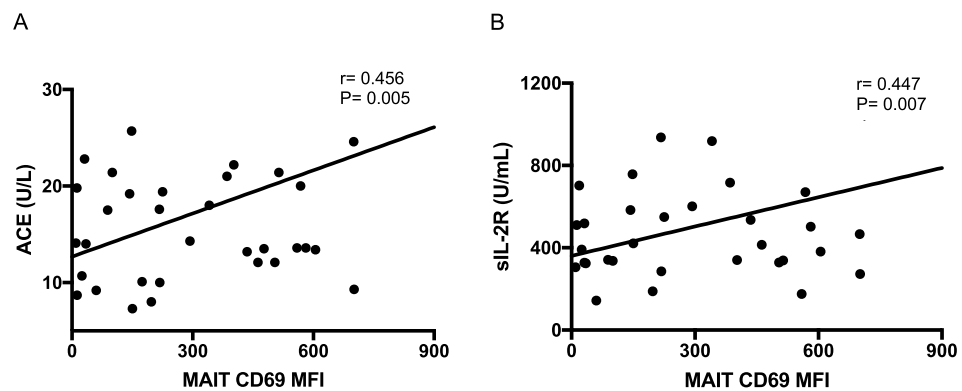 A
r= 0.456
P= 0.005
ACE (U/L)
30
20
10
0
300
600
900
MAIT CD69 MFI
B
r= 0.447
P= 0.007
sIL-2R (U/mL)
1200
800
400
0
0
300
600
900
MAIT CD69 MFI